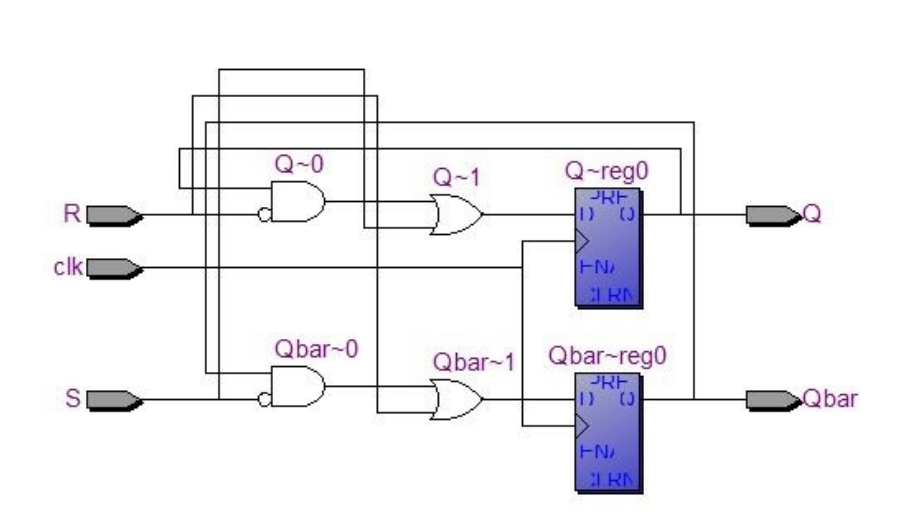 Q~0
Q~1
Q~reg0
R
PRE
D Q
Q
clk
ENA
CLRN
Qbar~0
Qbar~1
Qbar~reg0
S
PRE
D Q
Qbar
ENA
CLRN